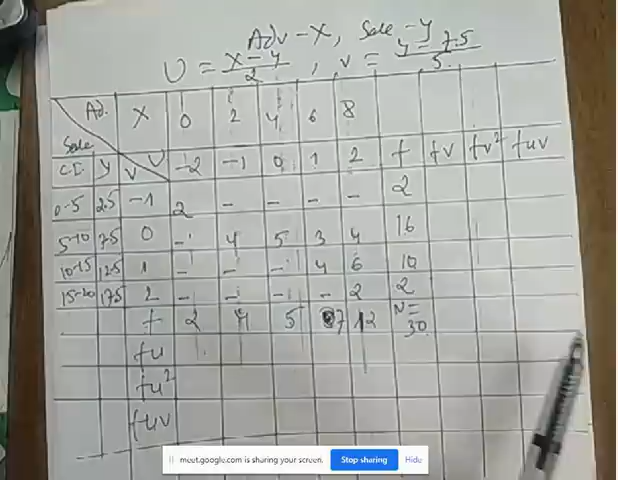 Adv - X, Sale - y
U = x - 4 / 2 , v = y - 7.5 / 5
Ad. X 0 2 4 6 8
Sale
C.I. y v U -2 -1 0 1 2 f fv fv² fuv
0-5 2.5 -1 2 - - - - 2
5-10 7.5 0 - 4 5 3 4 16
10-15 12.5 1 - - - 4 6 10
15-20 17.5 2 - - - - 2 2
f 2 4 5 7 12 N = 30
fu
fu²
fuv
meet.google.com is sharing your screen. Stop sharing Hide